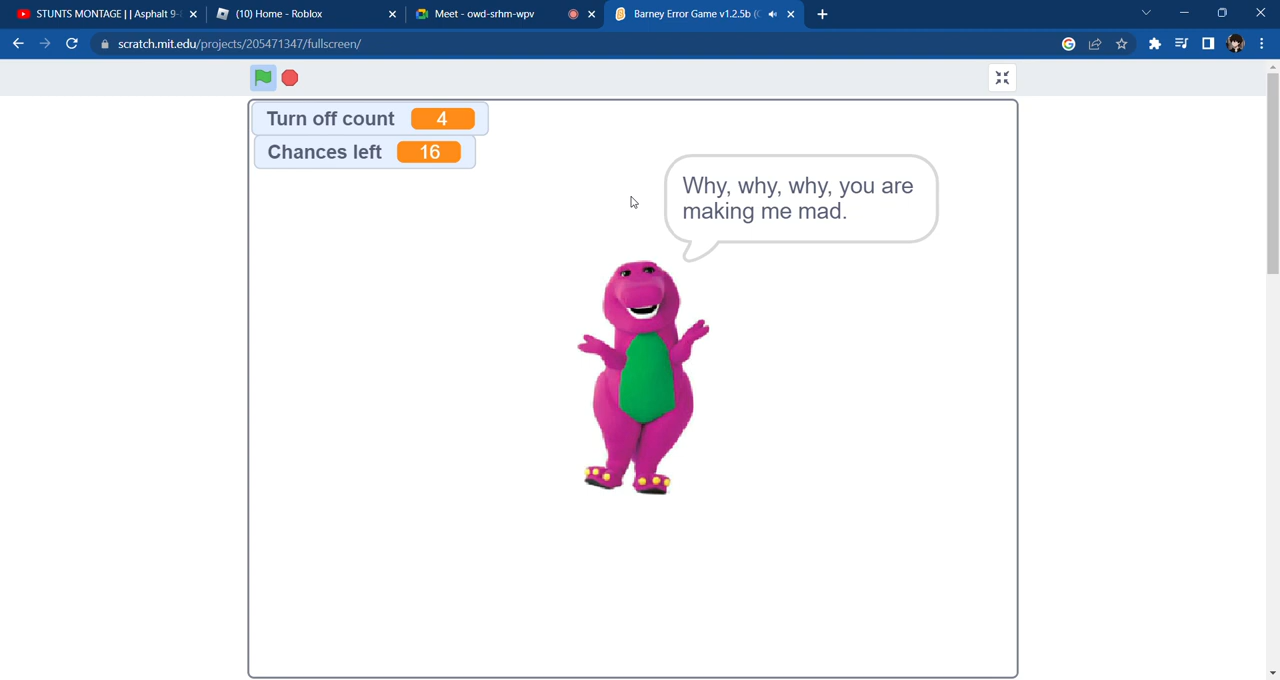 STUNTS MONTAGE | | Asphalt 9-
(10) Home - Roblox
Meet - owd-srhm-wpv
Barney Error Game v1.2.5b (
scratch.mit.edu/projects/205471347/fullscreen/
Turn off count 4
Chances left 16
Why, why, why, you are
making me mad.